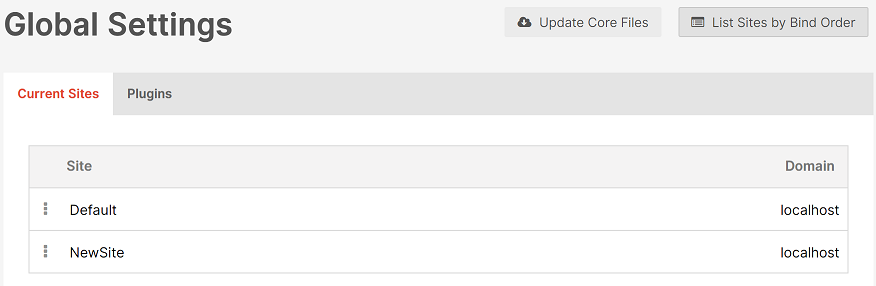 Global Settings
Update Core Files
List Sites by Bind Order
Current Sites
Plugins
Site
Domain
Default
localhost
NewSite
localhost